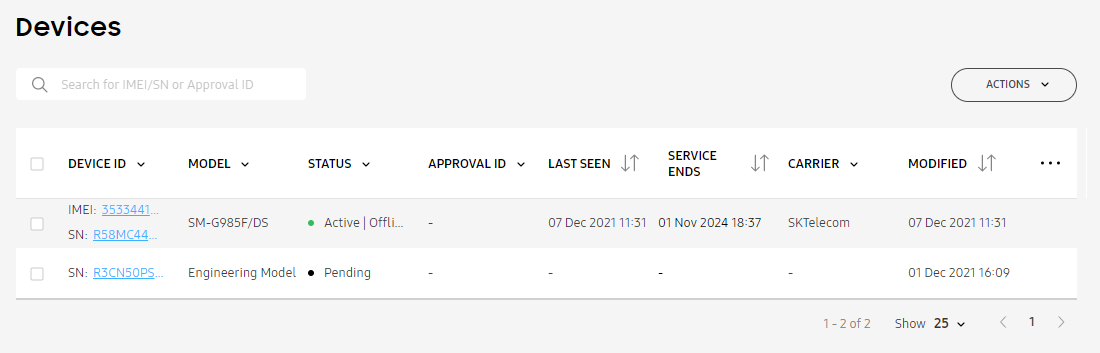 Devices
Search for IMEI/SN or Approval ID
ACTIONS
DEVICE ID MODEL STATUS APPROVAL ID LAST SEEN SERVICE ENDS CARRIER MODIFIED
IMEI: 3533441...
SN: R58MC44...
SM-G985F/DS Active | Offli... - 07 Dec 2021 11:31 01 Nov 2024 18:37 SKTelecom 07 Dec 2021 11:31
SN: R3CN50PS... Engineering Model Pending - - - - 01 Dec 2021 16:09
1 - 2 of 2 Show 25 1